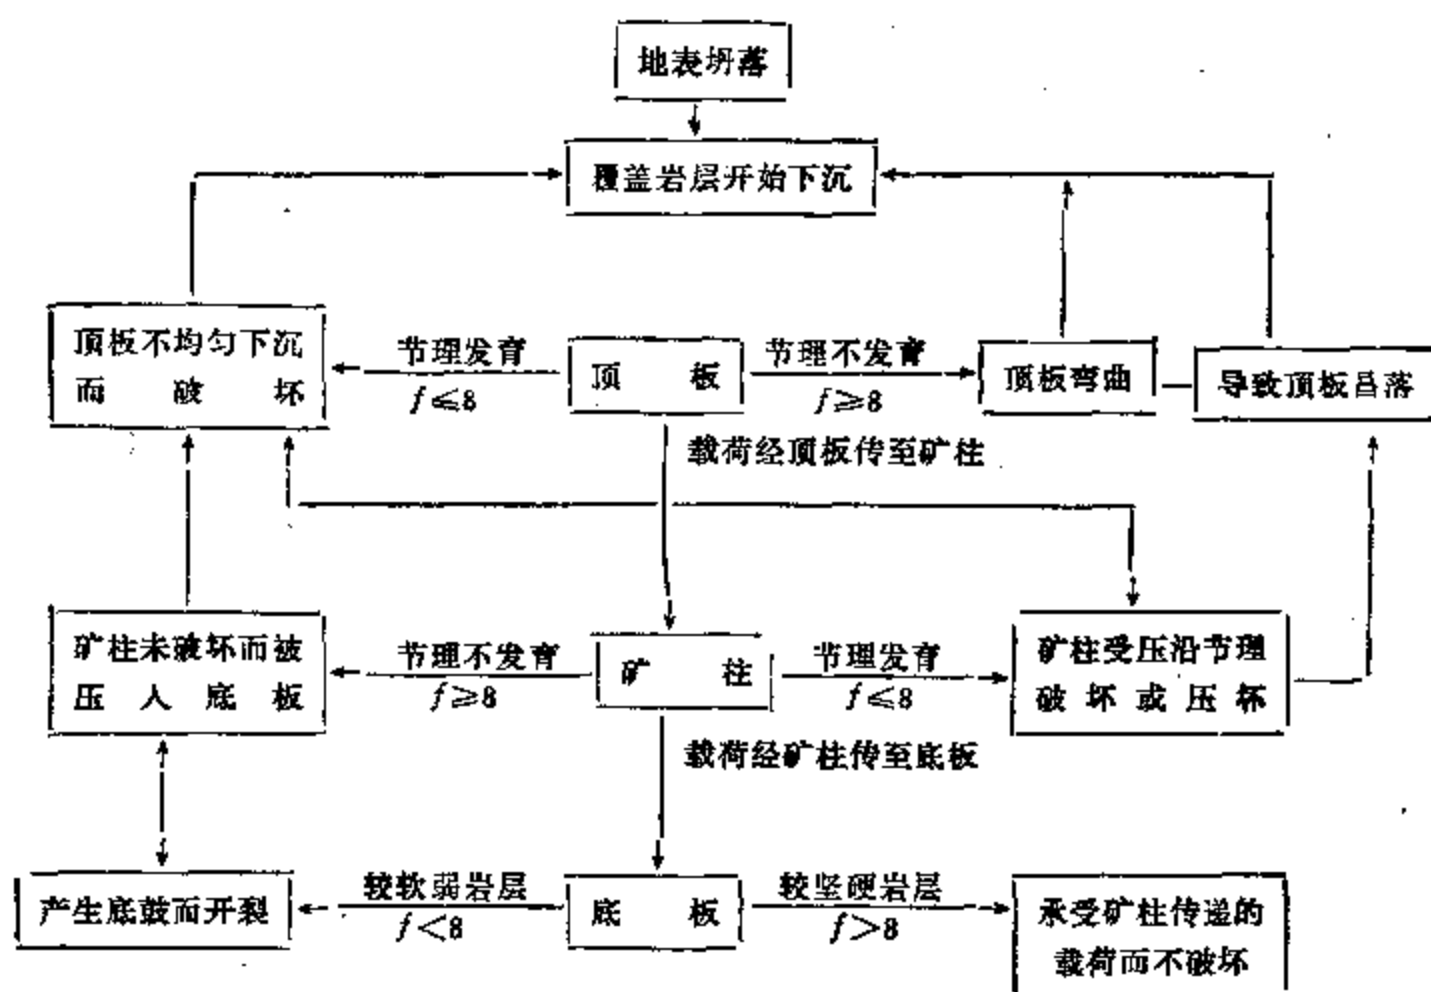 地表坍落
覆盖岩层开始下沉
顶板不均匀下沉
而破坏
节理发育
f≤8
顶板
节理不发育
f≥8
顶板弯曲
导致顶板昌落
载荷经顶板传至矿柱
矿柱未破坏而被
压入底板
节理不发育
f≥8
矿柱
节理发育
f≤8
矿柱受压沿节理
破坏或压坏
载荷经矿柱传至底板
产生底鼓而开裂
较软弱岩层
f<8
底板
较坚硬岩层
f>8
承受矿柱传递的
载荷而不破坏